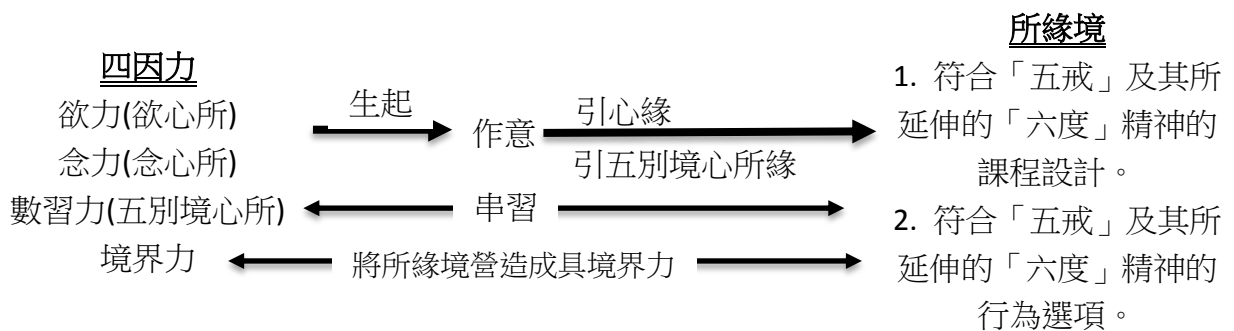 四因力
欲力(欲心所)
念力(念心所)
數習力(五別境心所)
境界力
生起
作意
引心緣
引五別境心所緣
串習
將所緣境營造成具境界力
所緣境
1. 符合「五戒」及其所
延伸的「六度」精神的
課程設計。
2. 符合「五戒」及其所
延伸的「六度」精神的
行為選項。